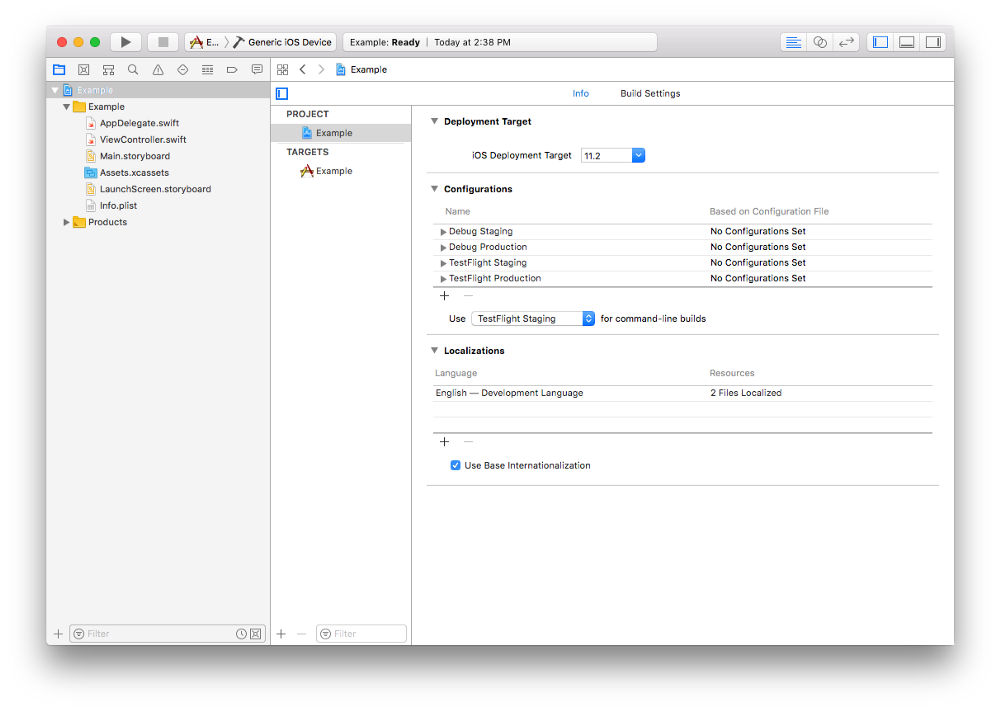 E... Generic iOS Device
Example: Ready | Today at 2:38 PM
Example
Example
Example
AppDelegate.swift
ViewController.swift
Main.storyboard
Assets.xcassets
LaunchScreen.storyboard
Info.plist
Products
Filter
Info Build Settings
PROJECT
Example
TARGETS
Example
Filter
Deployment Target
iOS Deployment Target 11.2
Configurations
Name Based on Configuration File
Debug Staging No Configurations Set
Debug Production No Configurations Set
TestFlight Staging No Configurations Set
TestFlight Production No Configurations Set
Use TestFlight Staging for command-line builds
Localizations
Language Resources
English — Development Language 2 Files Localized
Use Base Internationalization